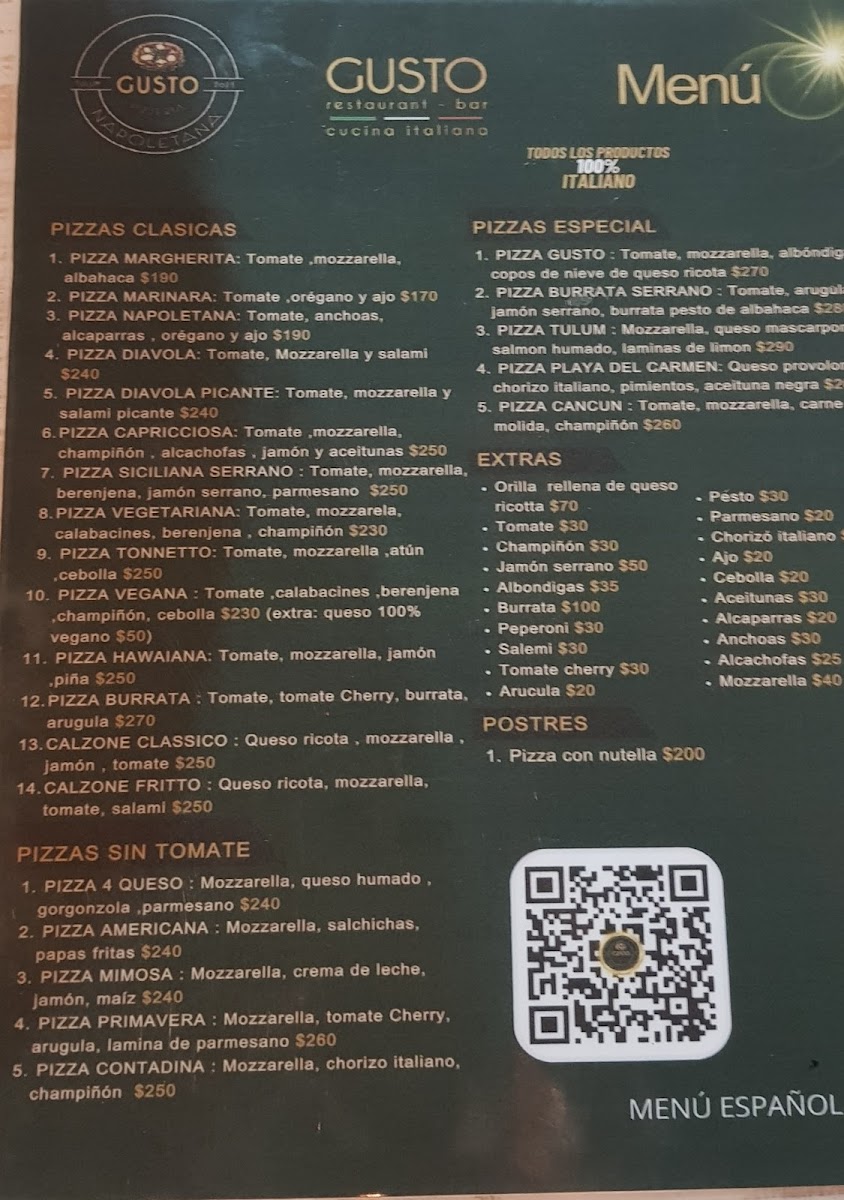 GUSTO
NAPOLETANA
GUSTO
restaurant - bar
cucina italiana
Menú
TODOS LOS PRODUCTOS
100%
ITALIANO
PIZZAS CLASICAS
1. PIZZA MARGHERITA: Tomate ,mozzarella,
albahaca $190
2. PIZZA MARINARA: Tomate ,orégano y ajo $170
3. PIZZA NAPOLETANA: Tomate, anchoas,
alcaparras , orégano y ajo $190
4. PIZZA DIAVOLA: Tomate, Mozzarella y salami
$240
5. PIZZA DIAVOLA PICANTE: Tomate, mozzarella y
salami picante $240
6. PIZZA CAPRICCIOSA: Tomate ,mozzarella,
champiñón , alcachofas , jamón y aceitunas $250
7. PIZZA SICILIANA SERRANO : Tomate, mozzarella,
berenjena, jamón serrano, parmesano $250
8. PIZZA VEGETARIANA: Tomate, mozzarela,
calabacines, berenjena , champiñón $230
9. PIZZA TONNETTO: Tomate, mozzarella ,atún
,cebolla $250
10. PIZZA VEGANA : Tomate ,calabacines ,berenjena
,champiñón, cebolla $230 (extra: queso 100%
vegano $50)
11. PIZZA HAWAIANA: Tomate, mozzarella, jamón
,piña $250
12. PIZZA BURRATA : Tomate, tomate Cherry, burrata,
arugula $270
13. CALZONE CLASSICO : Queso ricota , mozzarella ,
jamón , tomate $250
14. CALZONE FRITTO : Queso ricota, mozzarella,
tomate, salami $250
PIZZAS SIN TOMATE
1. PIZZA 4 QUESO : Mozzarella, queso humado ,
gorgonzola ,parmesano $240
2. PIZZA AMERICANA : Mozzarella, salchichas,
papas fritas $240
3. PIZZA MIMOSA : Mozzarella, crema de leche,
jamón, maíz $240
4. PIZZA PRIMAVERA : Mozzarella, tomate Cherry,
arugula, lamina de parmesano $260
5. PIZZA CONTADINA : Mozzarella, chorizo italiano,
champiñón $250
PIZZAS ESPECIAL
1. PIZZA GUSTO : Tomate, mozzarella, albóndig
copos de nieve de queso ricota $270
2. PIZZA BURRATA SERRANO : Tomate, arugul
jamón serrano, burrata pesto de albahaca $28
3. PIZZA TULUM : Mozzarella, queso mascarpor
salmon humado, laminas de limon $290
4. PIZZA PLAYA DEL CARMEN: Queso provolor
chorizo italiano, pimientos, aceituna negra $2
5. PIZZA CANCUN : Tomate, mozzarella, carne
molida, champiñón $260
EXTRAS
• Orilla rellena de queso
ricotta $70
• Tomate $30
• Champiñón $30
• Jamón serrano $50
• Albondigas $35
• Burrata $100
• Peperoni $30
• Salemi $30
• Tomate cherry $30
• Arucula $20
• Pésto $30
• Parmesano $20
• Chorizó italiano $
• Ajo $20
• Cebolla $20
• Aceitunas $30
• Alcaparras $20
• Anchoas $30
• Alcachofas $25
• Mozzarella $40
POSTRES
1. Pizza con nutella $200
MENÚ ESPAÑOL